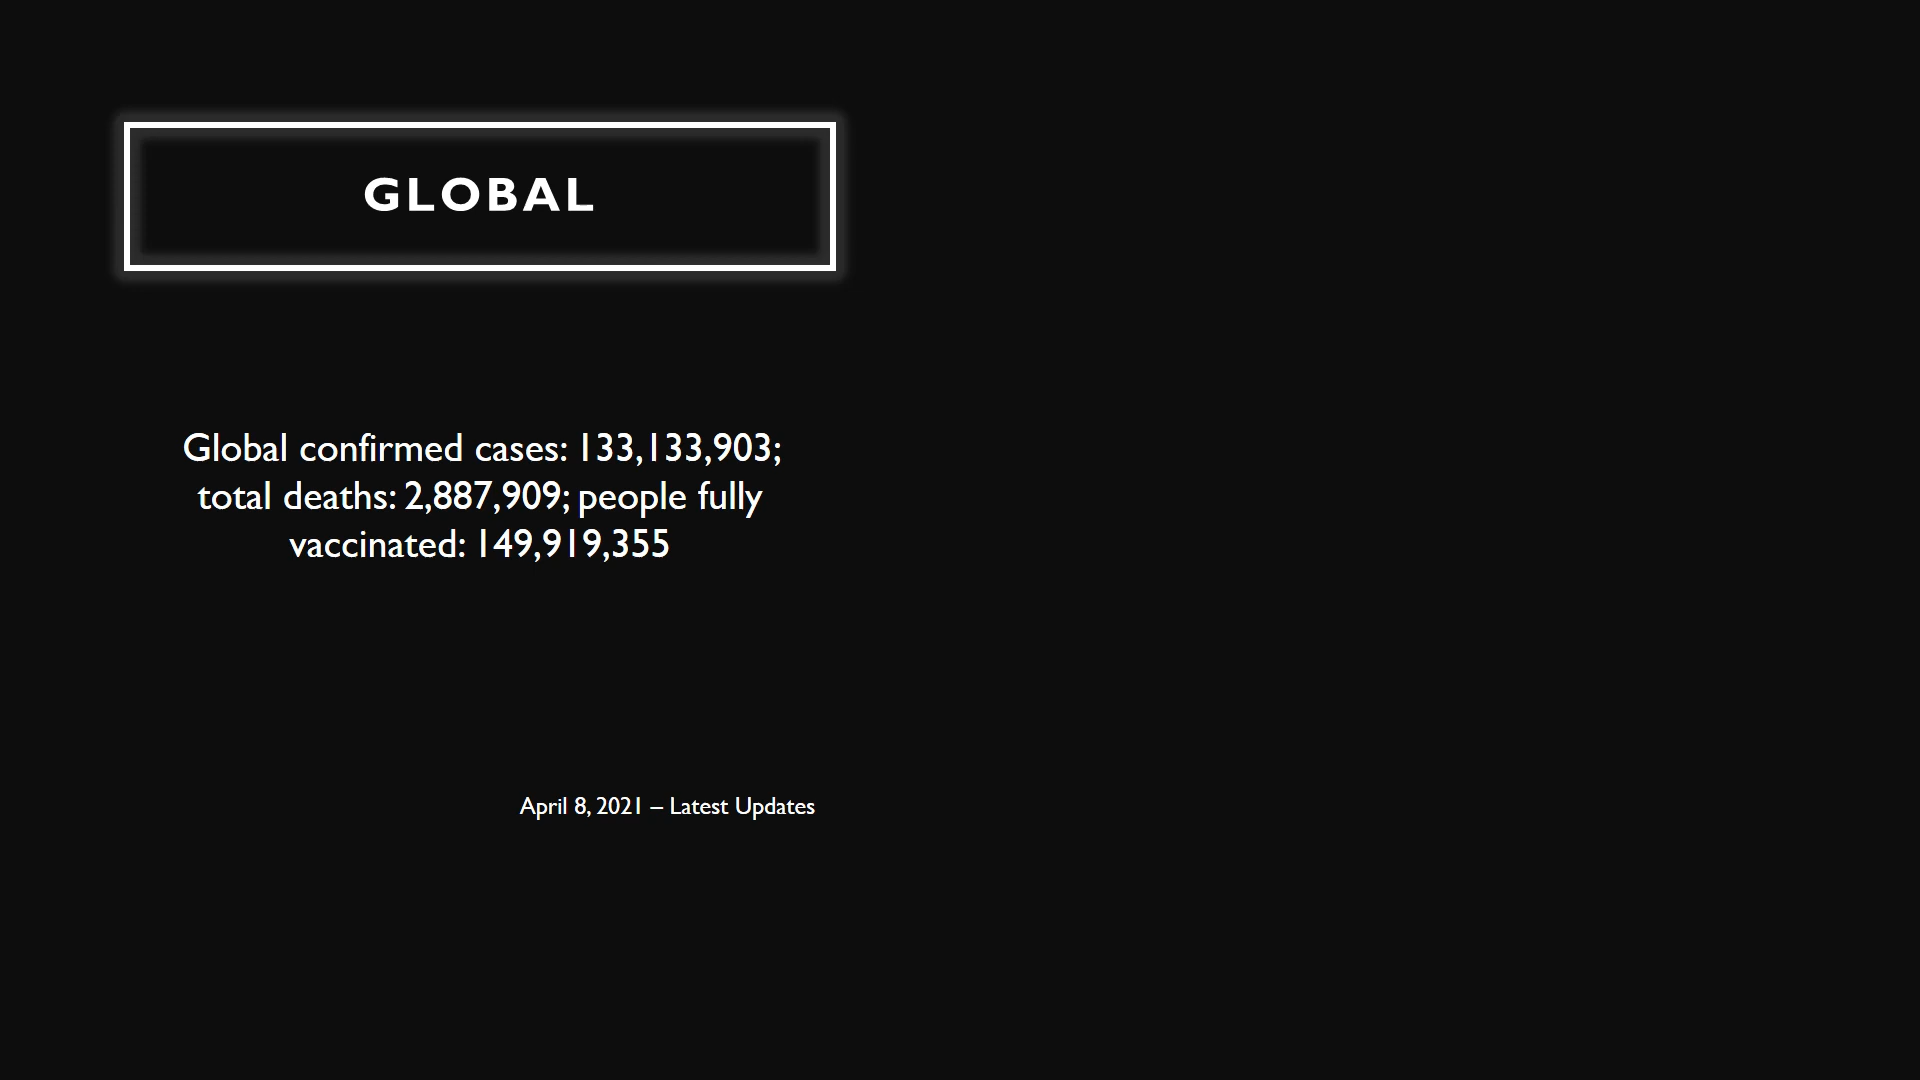 GLOBAL
Global confirmed cases: 133,133,903;
total deaths: 2,887,909; people fully
vaccinated: 149,919,355
April 8, 2021 – Latest Updates